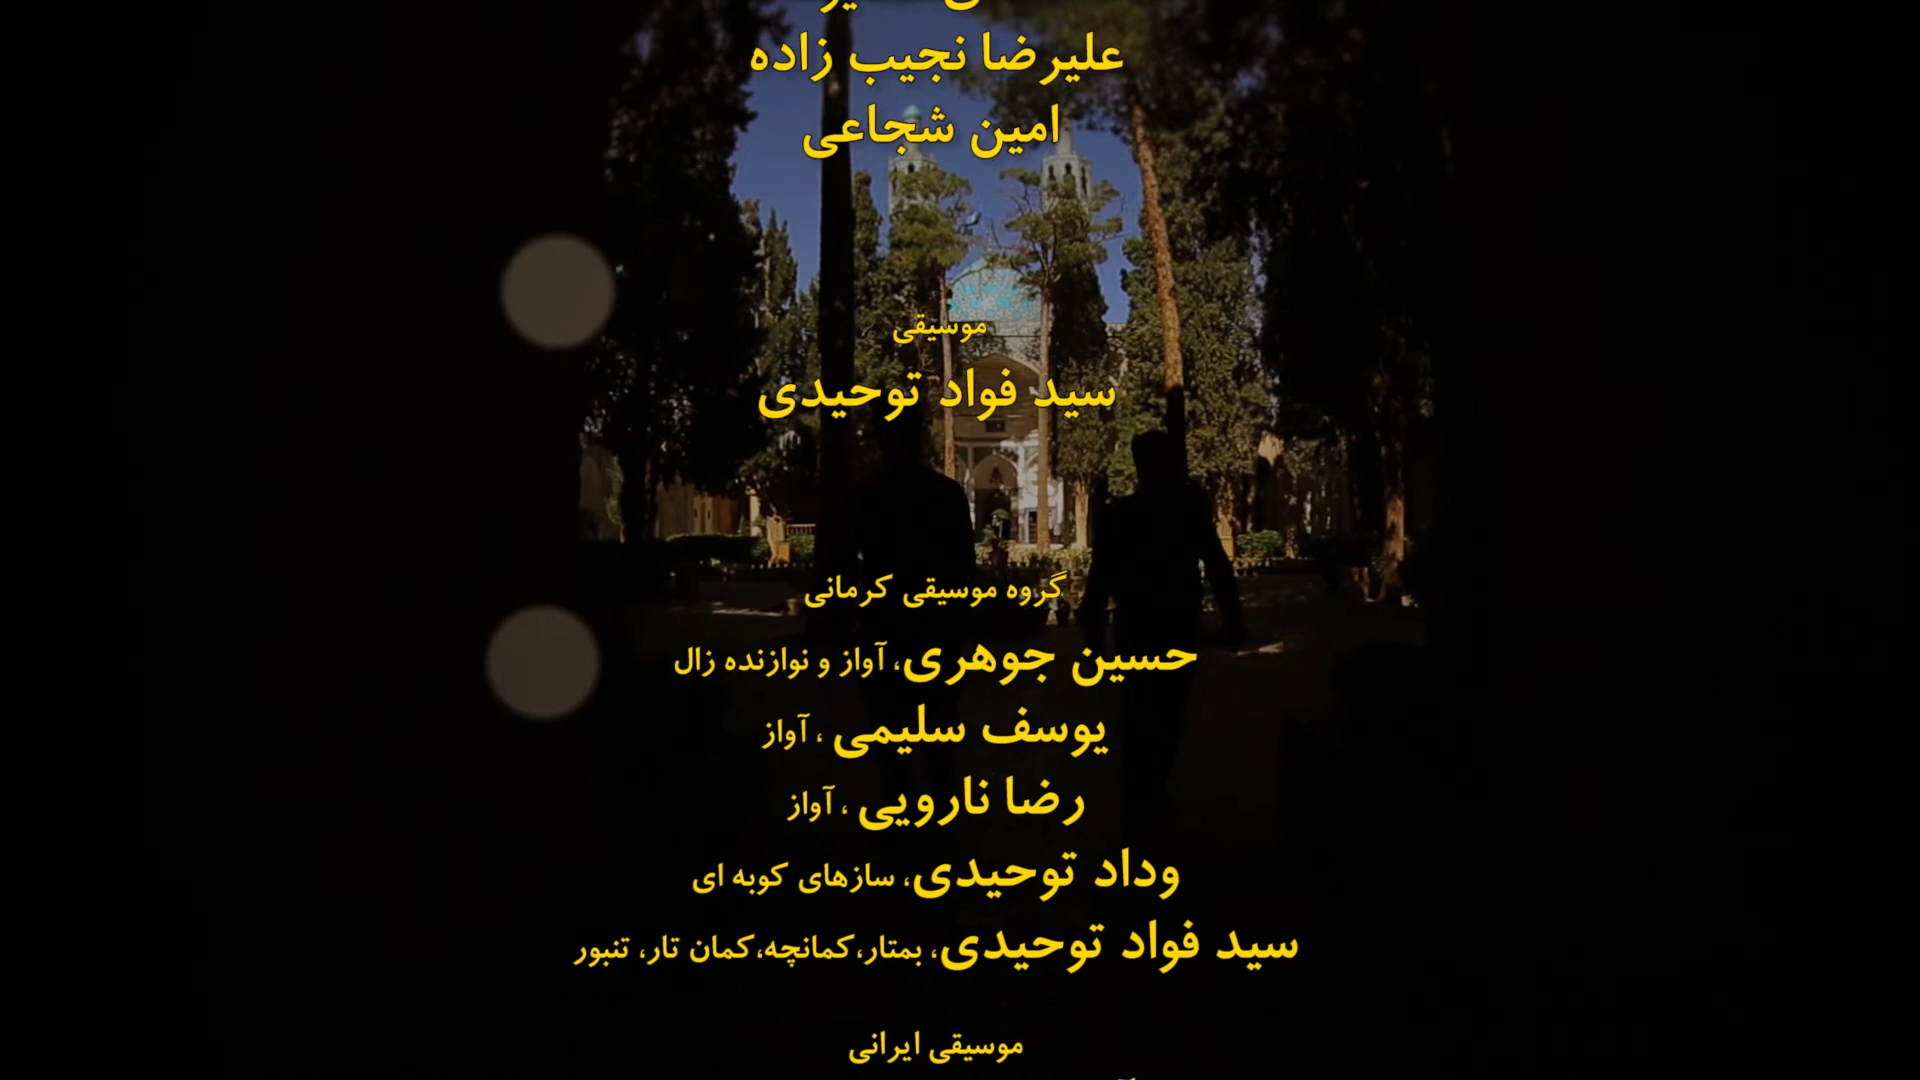 علیرضا نجیب زاده
امین شجاعی
موسیقی
سید فواد توحیدی
گروه موسیقی کرمانی
حسین جوهری، آواز و نوازنده زال
یوسف سلیمی ، آواز
رضا نارویی ، آواز
وداد توحیدی، سازهای کوبه ای
سید فواد توحیدی، بمتار،کمانچه،کمان تار، تنبور
موسیقی ایرانی